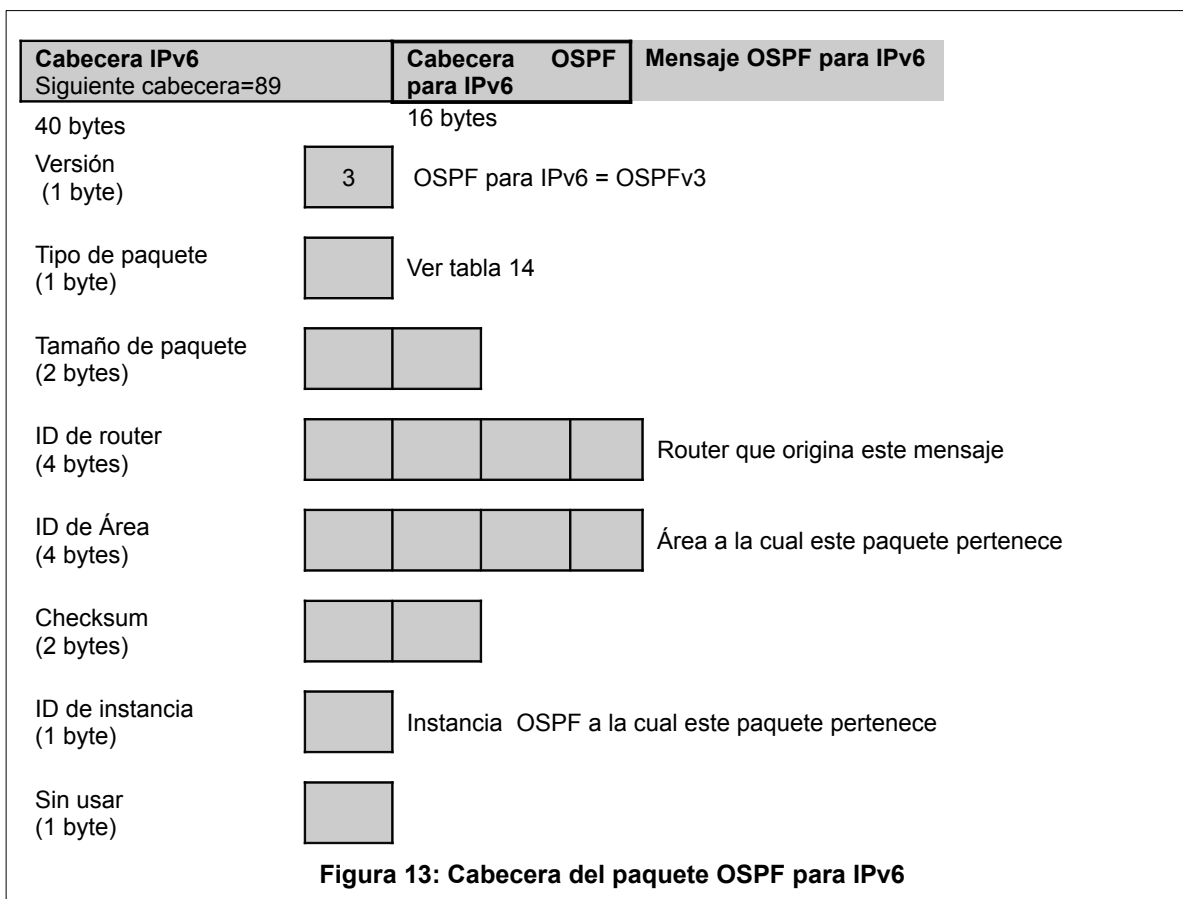 Cabecera IPv6
Siguiente cabecera=89
Cabecera OSPF
para IPv6
Mensaje OSPF para IPv6
40 bytes
16 bytes
Versión
(1 byte)
3
OSPF para IPv6 = OSPFv3
Tipo de paquete
(1 byte)
Ver tabla 14
Tamaño de paquete
(2 bytes)
ID de router
(4 bytes)
Router que origina este mensaje
ID de Área
(4 bytes)
Área a la cual este paquete pertenece
Checksum
(2 bytes)
ID de instancia
(1 byte)
Instancia OSPF a la cual este paquete pertenece
Sin usar
(1 byte)
Figura 13: Cabecera del paquete OSPF para IPv6